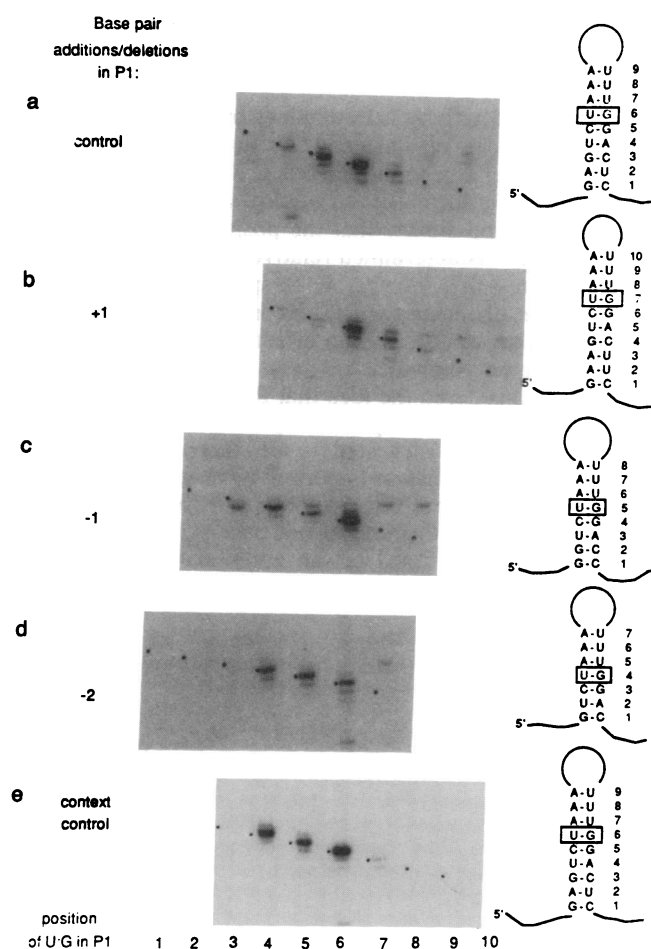 Base pair
additions/deletions
in P1:
a
control
A-U 9
A-U 8
A-U 7
U-G 6
C-G 5
U-A 4
G-C 3
A-U 2
G-C 1
5'
b
+1
A-U 10
A-U 9
A-U 8
U-G 7
C-G 6
U-A 5
G-C 4
A-U 3
A-U 2
G-C 1
5'
c
-1
A-U 8
A-U 7
A-U 6
U-G 5
C-G 4
U-A 3
G-C 2
G-C 1
5'
d
-2
A-U 7
A-U 6
A-U 5
U-G 4
C-G 3
U-A 2
G-C 1
5'
e
context
control
A-U 9
A-U 8
A-U 7
U-G 6
C-G 5
U-A 4
G-C 3
A-U 2
G-C 1
5'
position
of U·G in P1 1 2 3 4 5 6 7 8 9 10